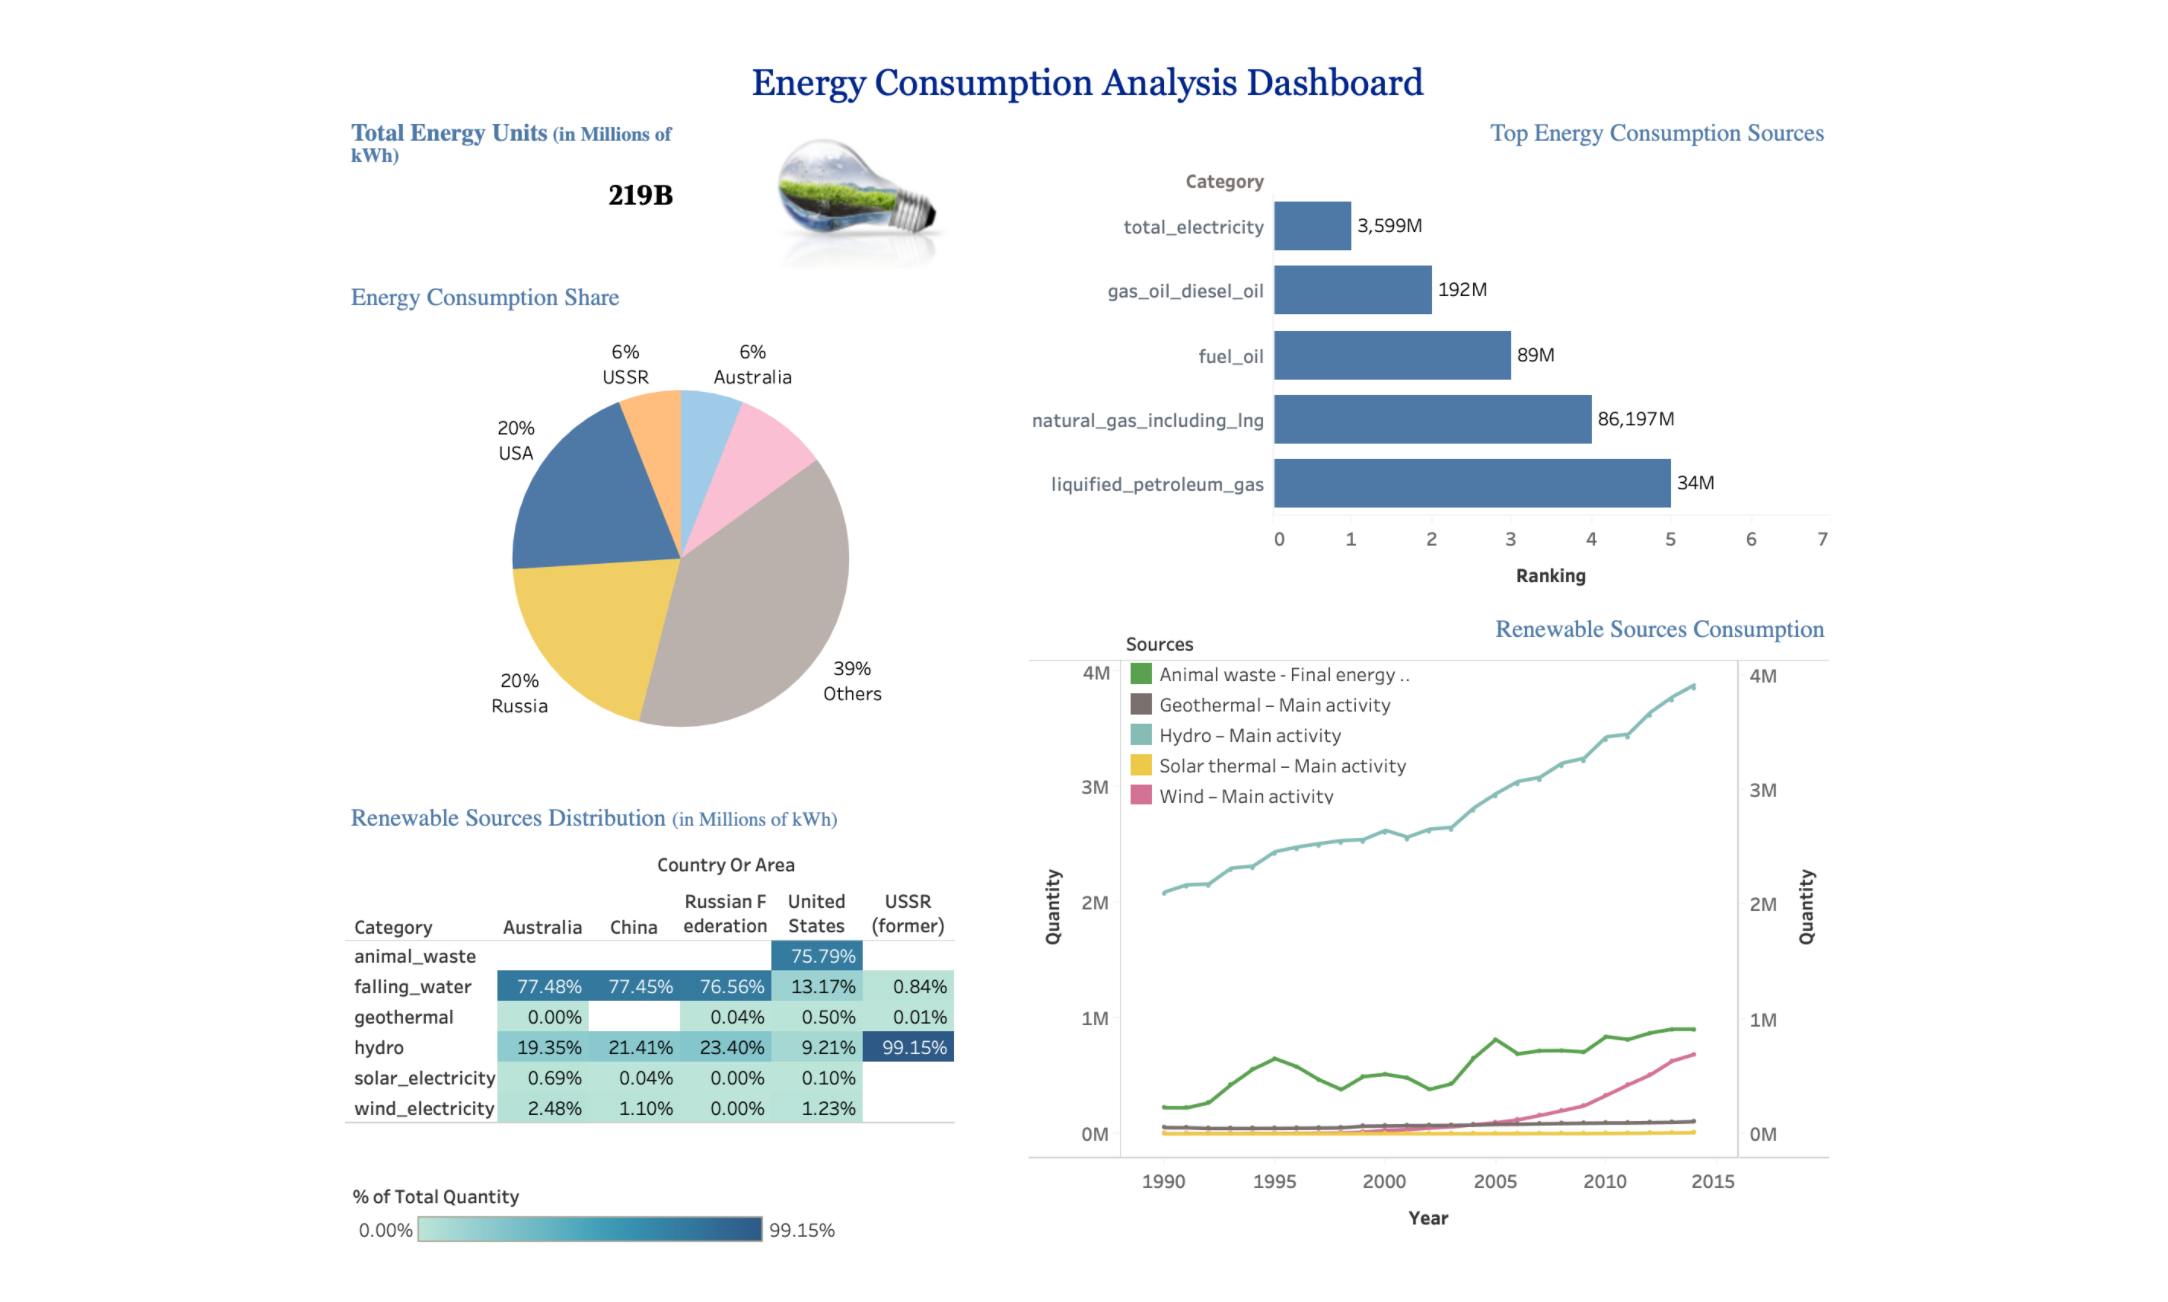 Energy Consumption Analysis Dashboard
Total Energy Units (in Millions of
kWh)
219B
Energy Consumption Share
6%
USSR
6%
Australia
20%
USA
20%
Russia
39%
Others
Renewable Sources Distribution (in Millions of kWh)
Country Or Area
Category Australia China Russian F United USSR
ederation States (former)
animal_waste 75.79%
falling_water 77.48% 77.45% 76.56% 13.17% 0.84%
geothermal 0.00% 0.04% 0.50% 0.01%
hydro 19.35% 21.41% 23.40% 9.21% 99.15%
solar_electricity 0.69% 0.04% 0.00% 0.10%
wind_electricity 2.48% 1.10% 0.00% 1.23%
% of Total Quantity
0.00% 99.15%
Top Energy Consumption Sources
Category
total_electricity 3,599M
gas_oil_diesel_oil 192M
fuel_oil 89M
natural_gas_including_lng 86,197M
liquified_petroleum_gas 34M
0 1 2 3 4 5 6 7
Ranking
Renewable Sources Consumption
Sources
Animal waste - Final energy ..
Geothermal – Main activity
Hydro – Main activity
Solar thermal – Main activity
Wind – Main activity
4M 4M
3M 3M
2M 2M
1M 1M
0M 0M
Quantity
Quantity
1990 1995 2000 2005 2010 2015
Year